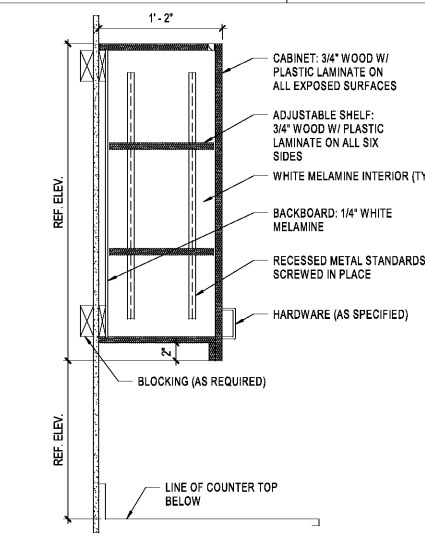 1' - 2"
CABINET: 3/4" WOOD W/
PLASTIC LAMINATE ON
ALL EXPOSED SURFACES
ADJUSTABLE SHELF:
3/4" WOOD W/ PLASTIC
LAMINATE ON ALL SIX
SIDES
WHITE MELAMINE INTERIOR (TY
BACKBOARD: 1/4" WHITE
MELAMINE
RECESSED METAL STANDARDS
SCREWED IN PLACE
HARDWARE (AS SPECIFIED)
REF. ELEV.
2"
BLOCKING (AS REQUIRED)
REF. ELEV.
LINE OF COUNTER TOP
BELOW